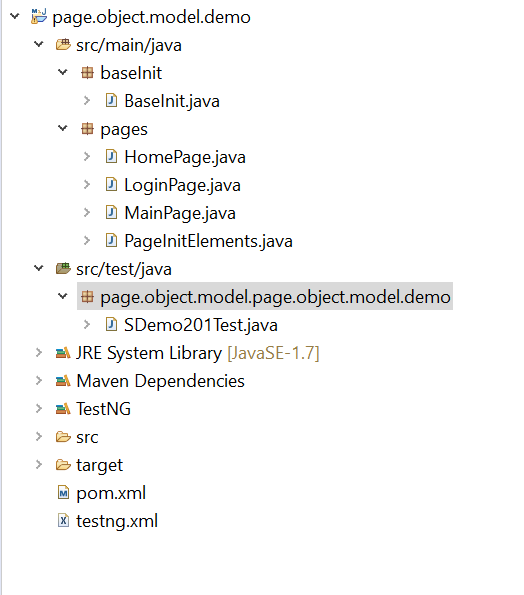 page.object.model.demo
src/main/java
baseInit
BaseInit.java
pages
HomePage.java
LoginPage.java
MainPage.java
PageInitElements.java
src/test/java
page.object.model.page.object.model.demo
SDemo201Test.java
JRE System Library [JavaSE-1.7]
Maven Dependencies
TestNG
src
target
pom.xml
testng.xml